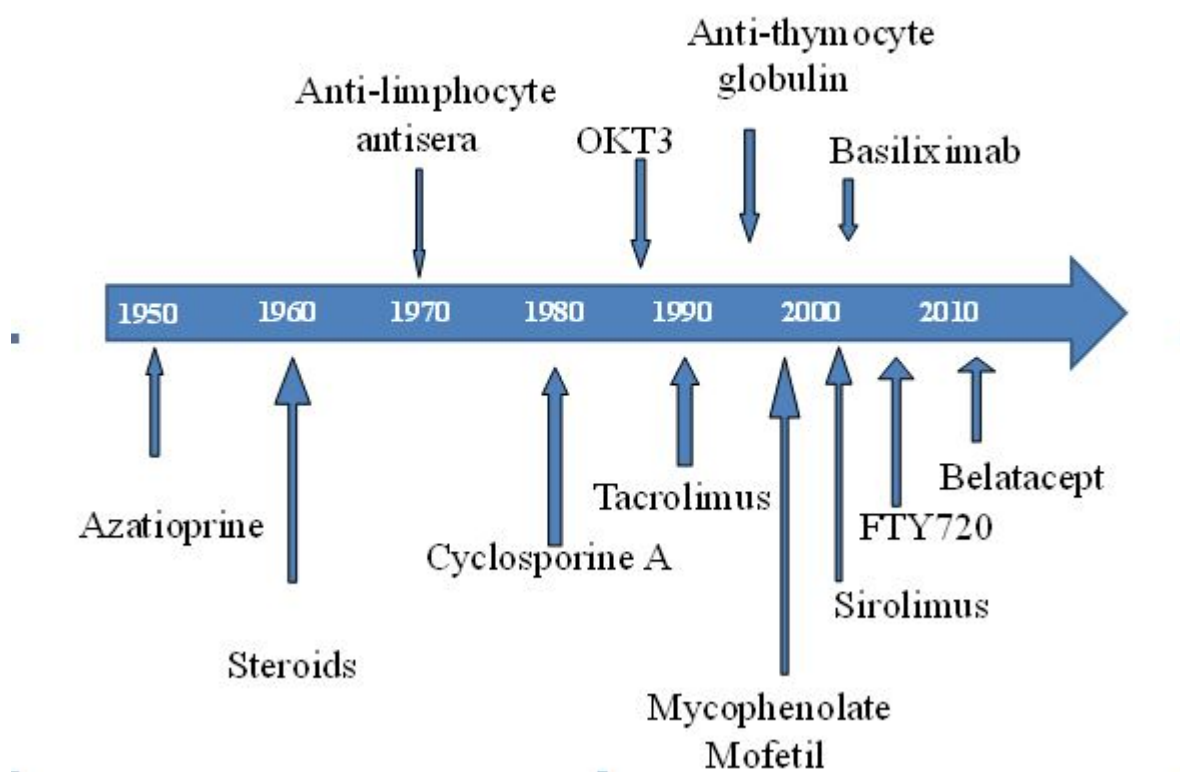 Anti-thymocyte
globulin
Anti-limphocyte
antisera
OKT3
Basiliximab
1950 1960 1970 1980 1990 2000 2010
Azatioprine
Steroids
Cyclosporine A
Tacrolimus
Mycophenolate
Mofetil
Sirolimus
FTY720
Belatacept